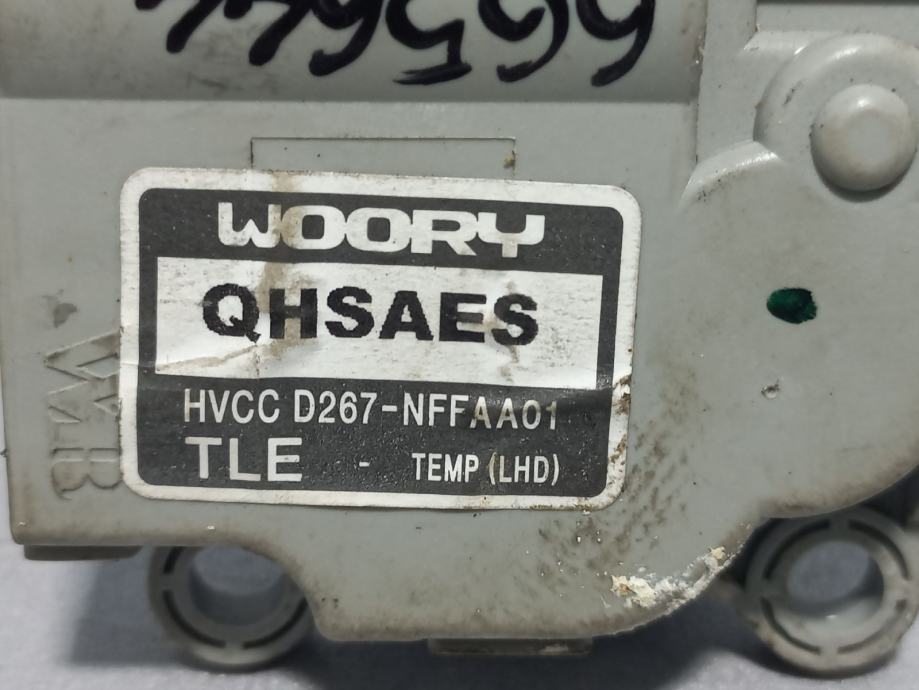 WOORY
QHSAES
HVCC D267-NFFAA01
TLE - TEMP (LHD)